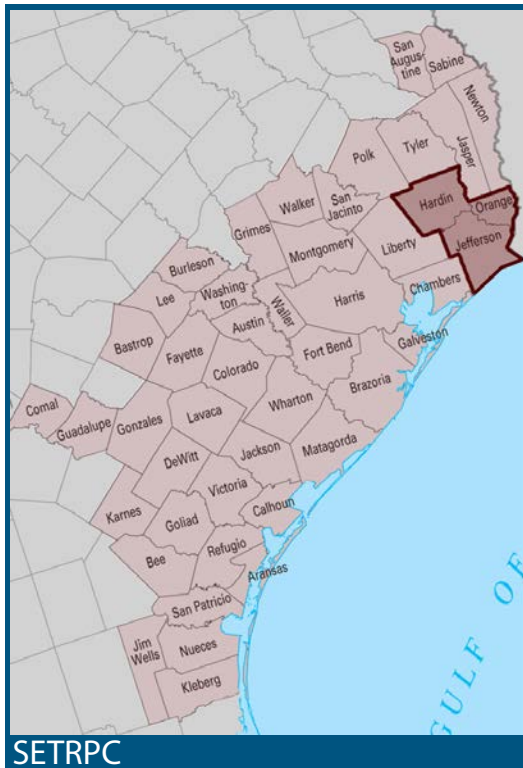 San
Augus-
tine
Sabine
Newton
Jasper
Tyler
Polk
Hardin
Orange
Jefferson
Walker
San
Jacinto
Grimes
Montgomery
Liberty
Chambers
Burleson
Washing-
ton
Waller
Harris
Lee
Austin
Galveston
Bastrop
Fayette
Colorado
Fort Bend
Brazoria
Comal
Guadalupe
Gonzales
Lavaca
Wharton
DeWitt
Jackson
Matagorda
Victoria
Karnes
Goliad
Calhoun
Bee
Refugio
Aransas
San Patricio
Jim
Wells
Nueces
Kleberg
GULF OF
SETRPC